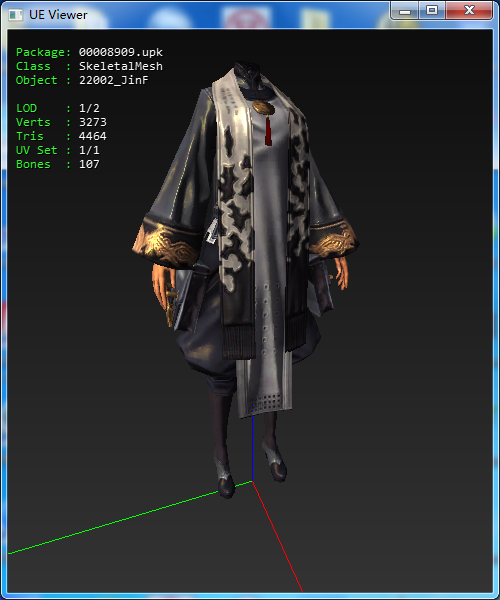 UE Viewer
Package: 00008909.upk
Class : SkeletalMesh
Object : 22002_JinF
LOD : 1/2
Verts : 3273
Tris : 4464
UV Set : 1/1
Bones : 107